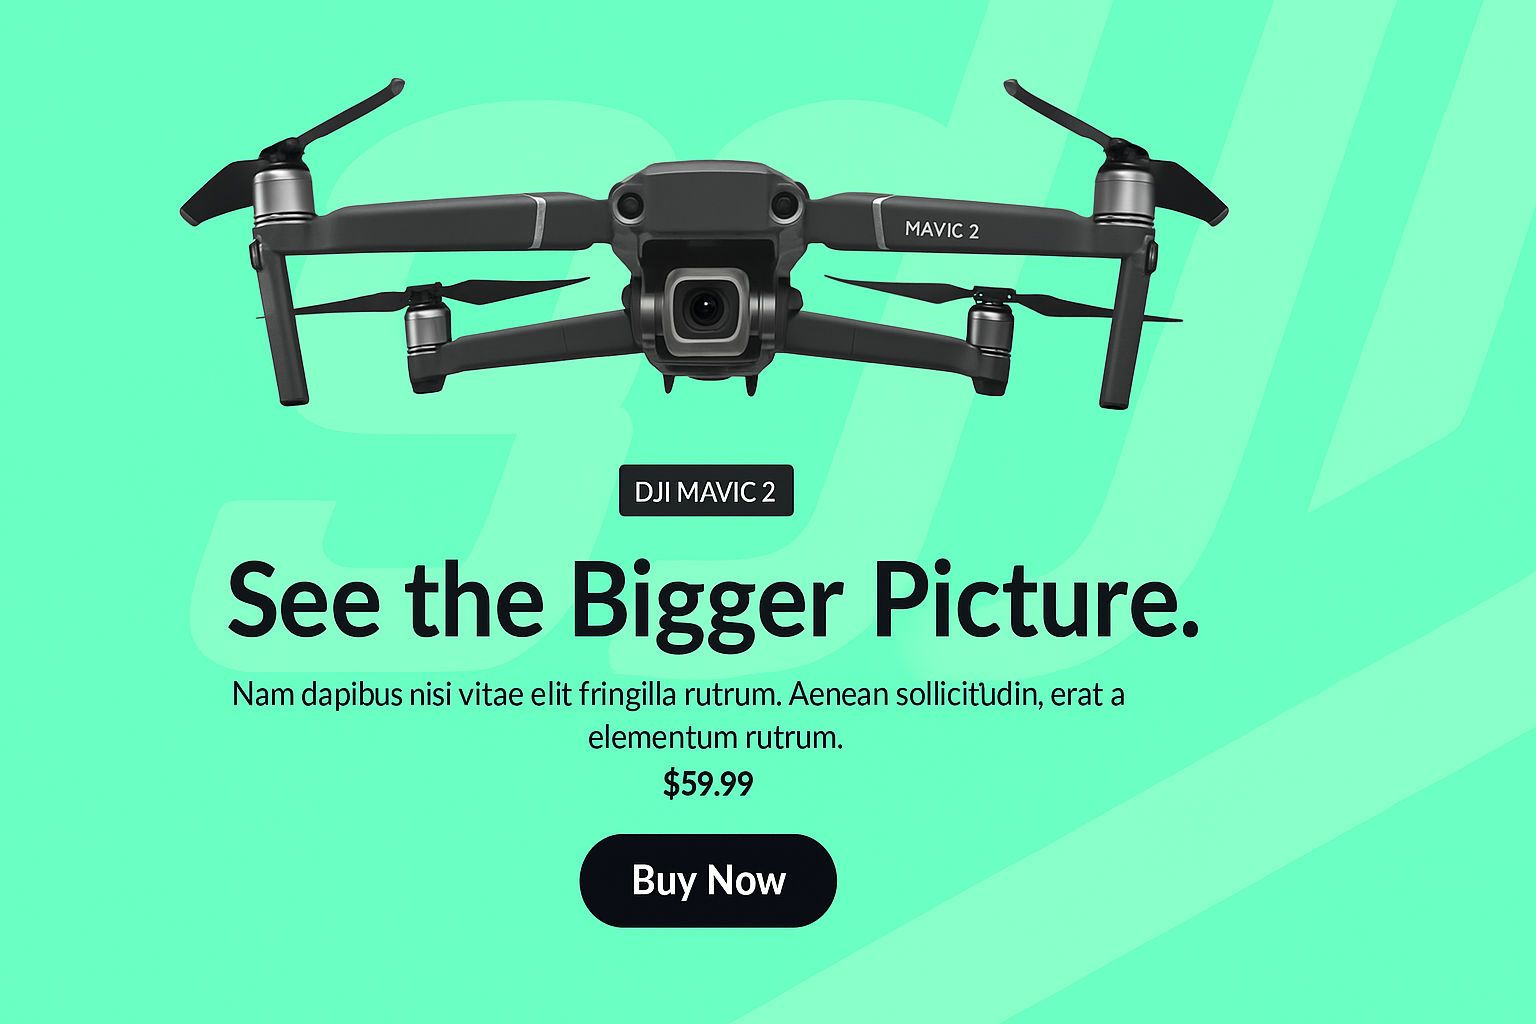 MAVIC 2
DJI MAVIC 2
See the Bigger Picture.
Nam dapibus nisi vitae elit fringilla rutrum. Aenean sollicitudin, erat a
elementum rutrum.
$59.99
Buy Now